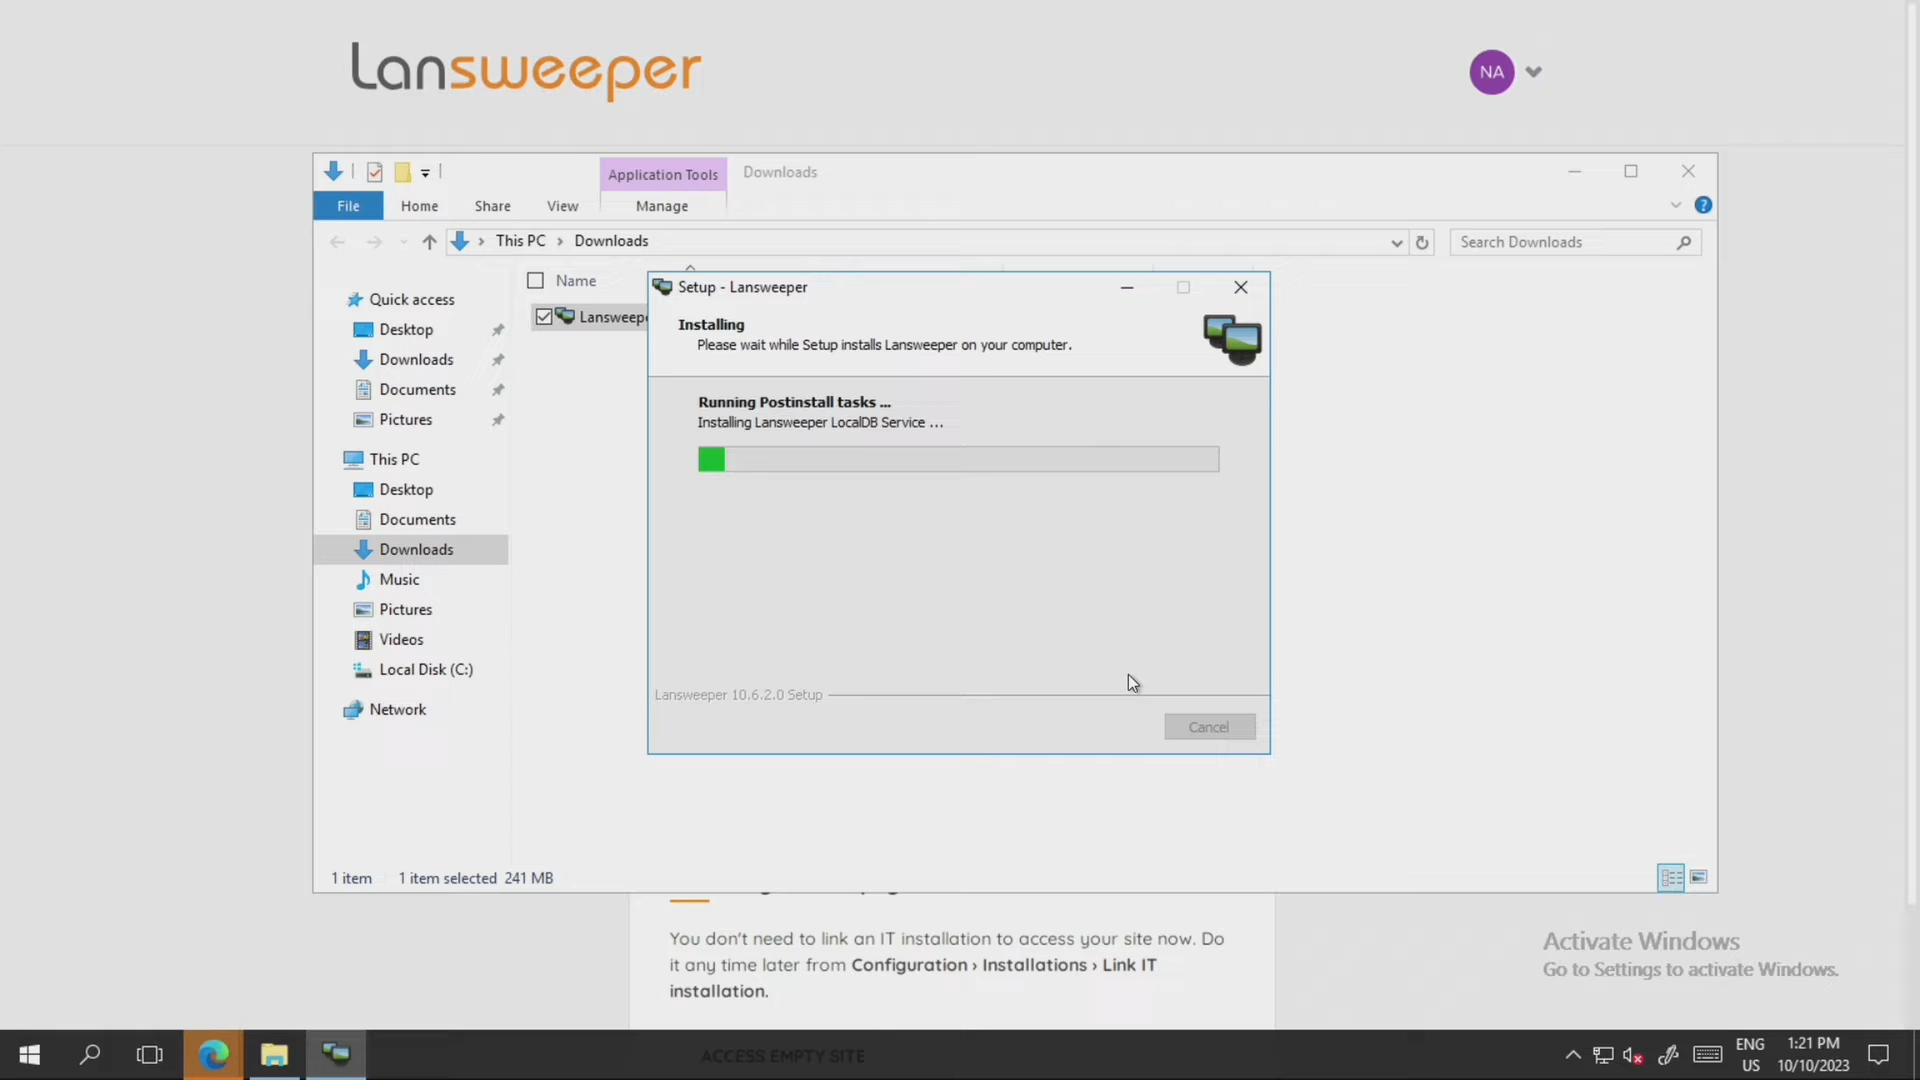 Lansweeper
NA
Application Tools
Downloads
File
Home
Share
View
Manage
This PC
Downloads
Search Downloads
Name
Quick access
Desktop
Downloads
Documents
Pictures
This PC
Desktop
Documents
Downloads
Music
Pictures
Videos
Local Disk (C:)
Network
Setup - Lansweeper
Installing
Please wait while Setup installs Lansweeper on your computer.
Running Postinstall tasks ...
Installing Lansweeper LocalDB Service ...
Lansweeper 10.6.2.0 Setup
Cancel
1 item
1 item selected 241 MB
You don't need to link an IT installation to access your site now. Do
it any time later from Configuration › Installations › Link IT
installation.
Activate Windows
Go to Settings to activate Windows.
ACCESS EMPTY SITE
ENG
US
1:21 PM
10/10/2023